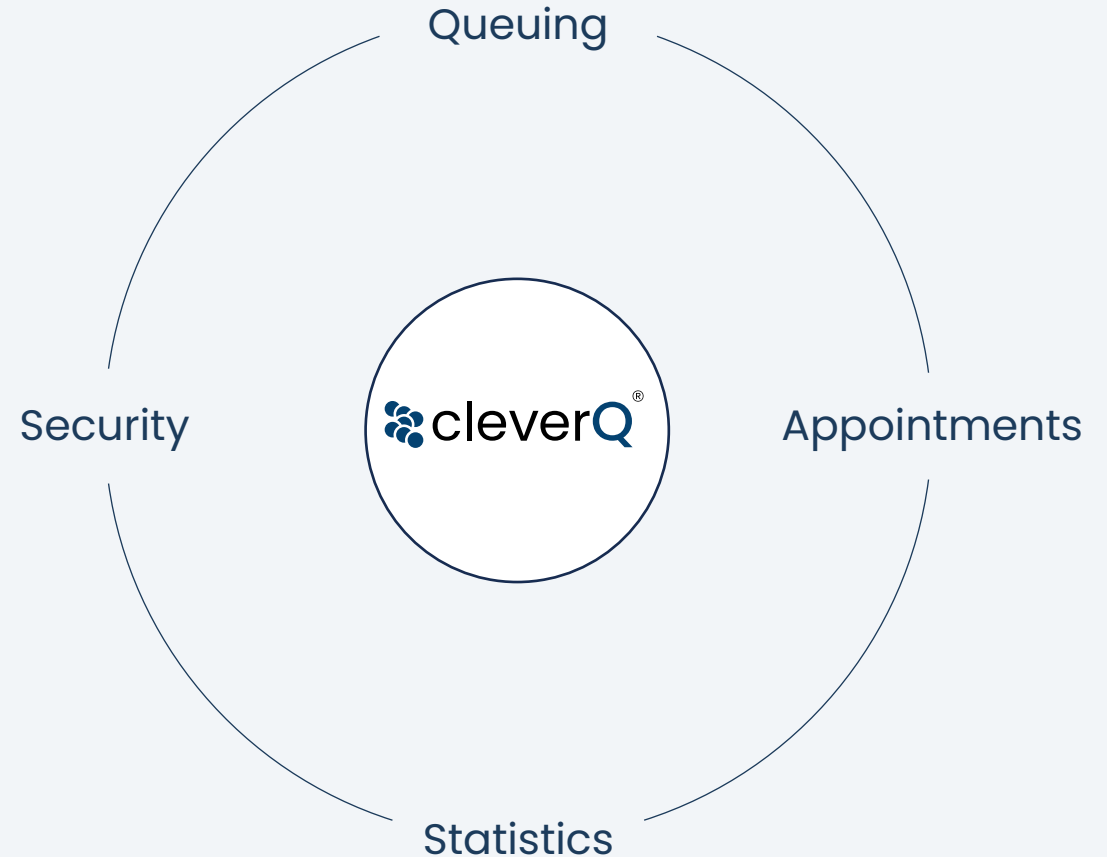 Queuing
Security
cleverQ®
Appointments
Statistics